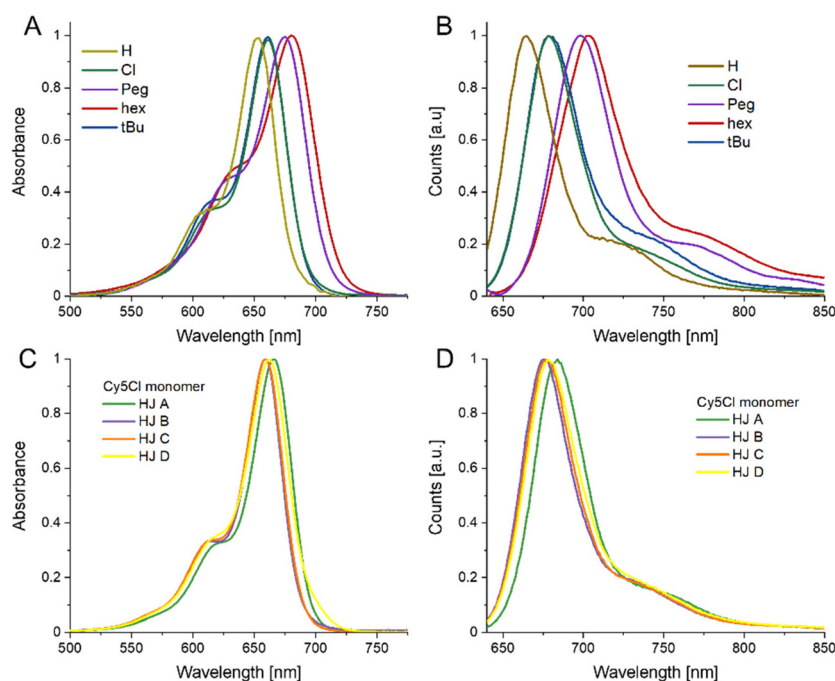 A
H
Cl
Peg
hex
tBu
Absorbance
1
0.8
0.6
0.4
0.2
0
500 550 600 650 700 750
Wavelength [nm]
B
H
Cl
Peg
hex
tBu
Counts [a.u]
1
0.8
0.6
0.4
0.2
0
650 700 750 800 850
Wavelength [nm]
C
Cy5Cl monomer
HJ A
HJ B
HJ C
HJ D
Absorbance
1
0.8
0.6
0.4
0.2
0
500 550 600 650 700 750
Wavelength [nm]
D
Cy5Cl monomer
HJ A
HJ B
HJ C
HJ D
Counts [a.u.]
1
0.8
0.6
0.4
0.2
0
650 700 750 800 850
Wavelength [nm]